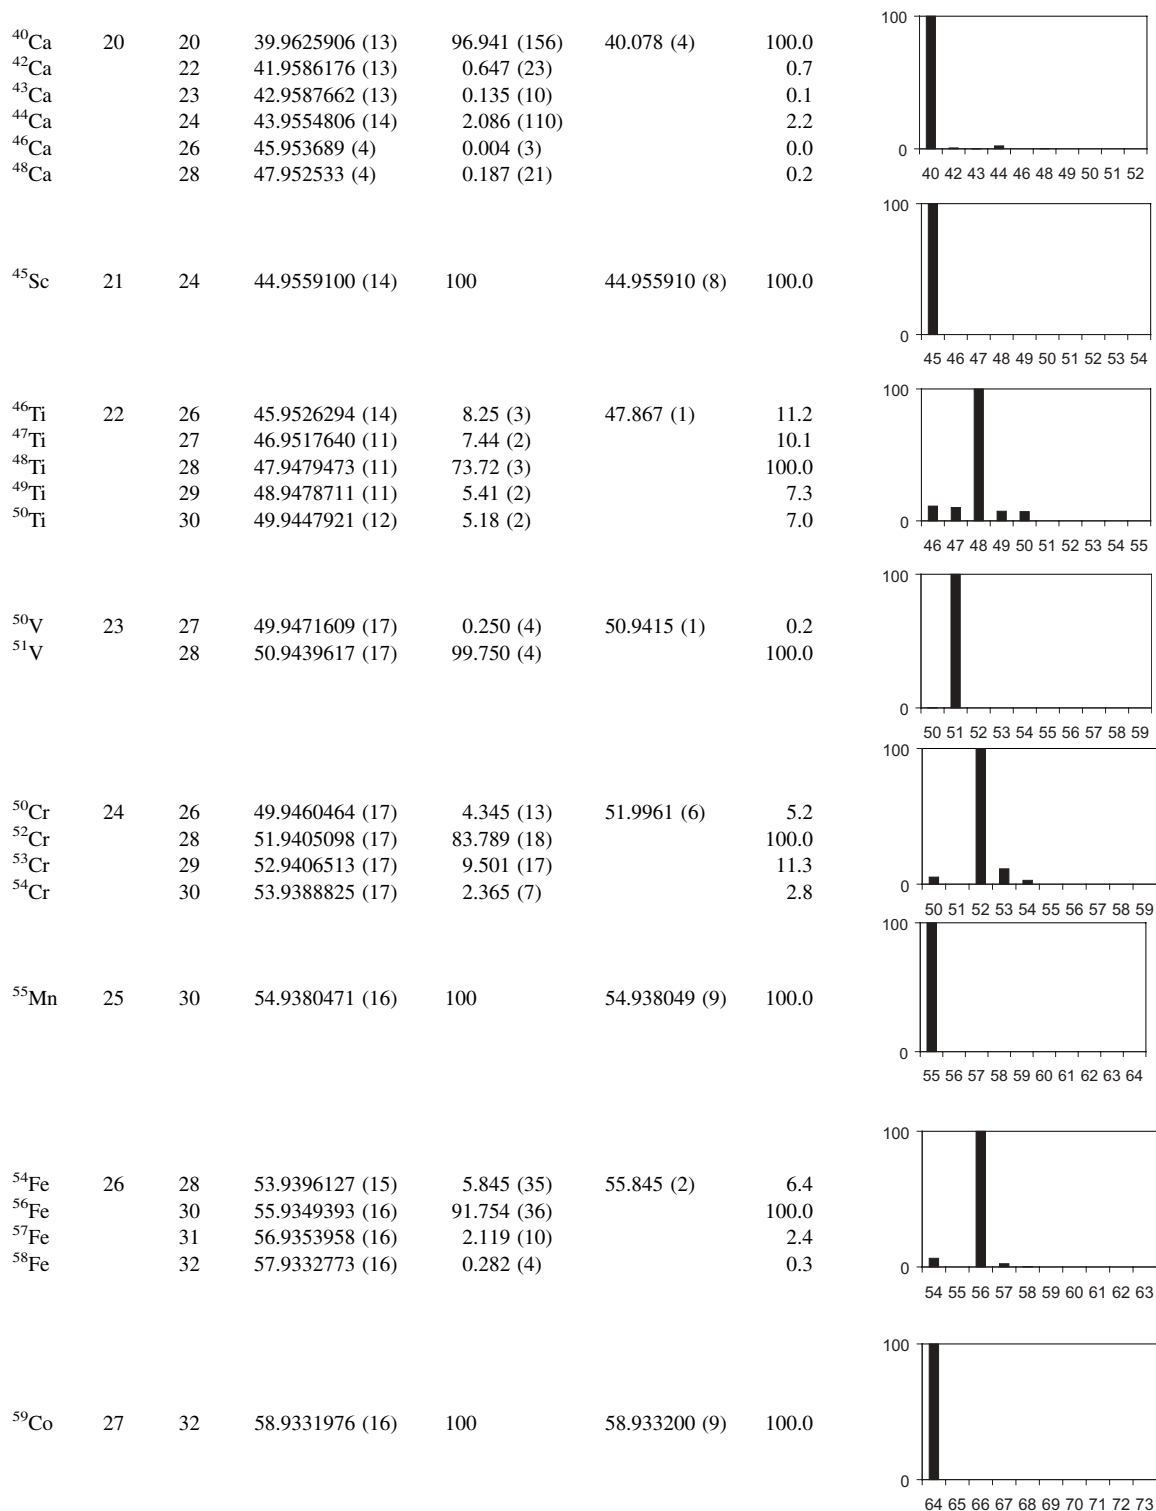 100
⁴⁰Ca 20 20 39.9625906 (13) 96.941 (156) 40.078 (4) 100.0
⁴²Ca 22 41.9586176 (13) 0.647 (23) 0.7
⁴³Ca 23 42.9587662 (13) 0.135 (10) 0.1
⁴⁴Ca 24 43.9554806 (14) 2.086 (110) 2.2
⁴⁶Ca 26 45.953689 (4) 0.004 (3) 0.0
0
⁴⁸Ca 28 47.952533 (4) 0.187 (21) 0.2
40 42 43 44 46 48 49 50 51 52
100
⁴⁵Sc 21 24 44.9559100 (14) 100 44.955910 (8) 100.0
0
45 46 47 48 49 50 51 52 53 54
100
⁴⁶Ti 22 26 45.9526294 (14) 8.25 (3) 47.867 (1) 11.2
⁴⁷Ti 27 46.9517640 (11) 7.44 (2) 10.1
⁴⁸Ti 28 47.9479473 (11) 73.72 (3) 100.0
⁴⁹Ti 29 48.9478711 (11) 5.41 (2) 7.3
⁵⁰Ti 30 49.9447921 (12) 5.18 (2) 7.0
0
46 47 48 49 50 51 52 53 54 55
100
⁵⁰V 23 27 49.9471609 (17) 0.250 (4) 50.9415 (1) 0.2
⁵¹V 28 50.9439617 (17) 99.750 (4) 100.0
0
50 51 52 53 54 55 56 57 58 59
100
⁵⁰Cr 24 26 49.9460464 (17) 4.345 (13) 51.9961 (6) 5.2
⁵²Cr 28 51.9405098 (17) 83.789 (18) 100.0
⁵³Cr 29 52.9406513 (17) 9.501 (17) 11.3
⁵⁴Cr 30 53.9388825 (17) 2.365 (7) 2.8
0
50 51 52 53 54 55 56 57 58 59
100
⁵⁵Mn 25 30 54.9380471 (16) 100 54.938049 (9) 100.0
0
55 56 57 58 59 60 61 62 63 64
100
⁵⁴Fe 26 28 53.9396127 (15) 5.845 (35) 55.845 (2) 6.4
⁵⁶Fe 30 55.9349393 (16) 91.754 (36) 100.0
⁵⁷Fe 31 56.9353958 (16) 2.119 (10) 2.4
⁵⁸Fe 32 57.9332773 (16) 0.282 (4) 0.3
0
54 55 56 57 58 59 60 61 62 63
100
⁵⁹Co 27 32 58.9331976 (16) 100 58.933200 (9) 100.0
0
64 65 66 67 68 69 70 71 72 73